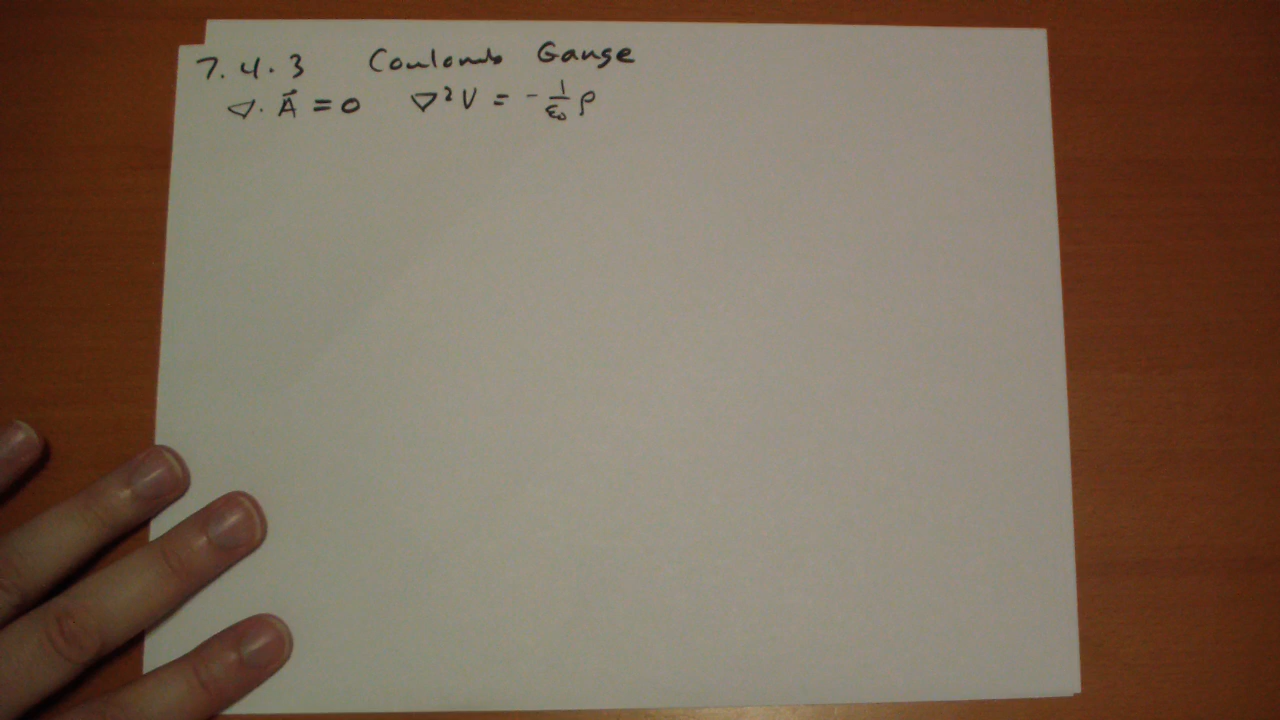 7.4.3 Coulomb Gauge
∇·A⃗ = 0 ∇²V = -1/ε₀ ρ